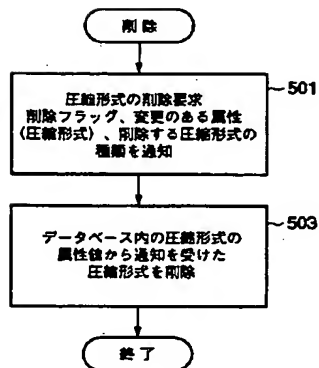 削除
圧縮形式の削除要求
削除フラッグ、変更のある属性
(圧縮形式)、削除する圧縮形式の
種類を通知
501
データベース内の圧縮形式の
属性値から通知を受けた
圧縮形式を削除
503
終了